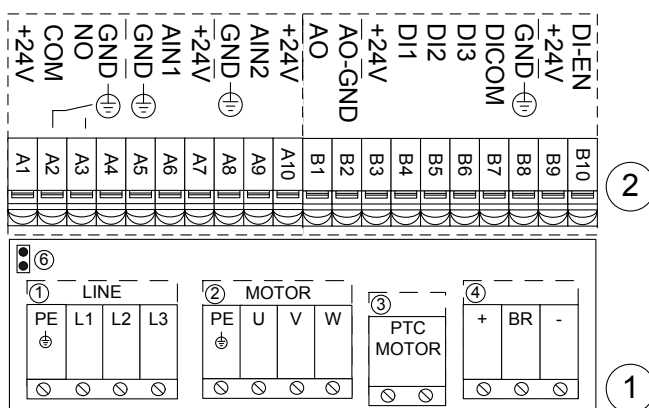 +24V COM NO GND GND AIN1 +24V GND AIN2 +24V AO AO-GND +24V DI1 DI2 DI3 DICOM GND +24V DI-EN
A1 A2 A3 A4 A5 A6 A7 A8 A9 A10 B1 B2 B3 B4 B5 B6 B7 B8 B9 B10
2
6
1 LINE 2 MOTOR 3 4
PE L1 L2 L3 PE U V W PTC MOTOR + BR -
1